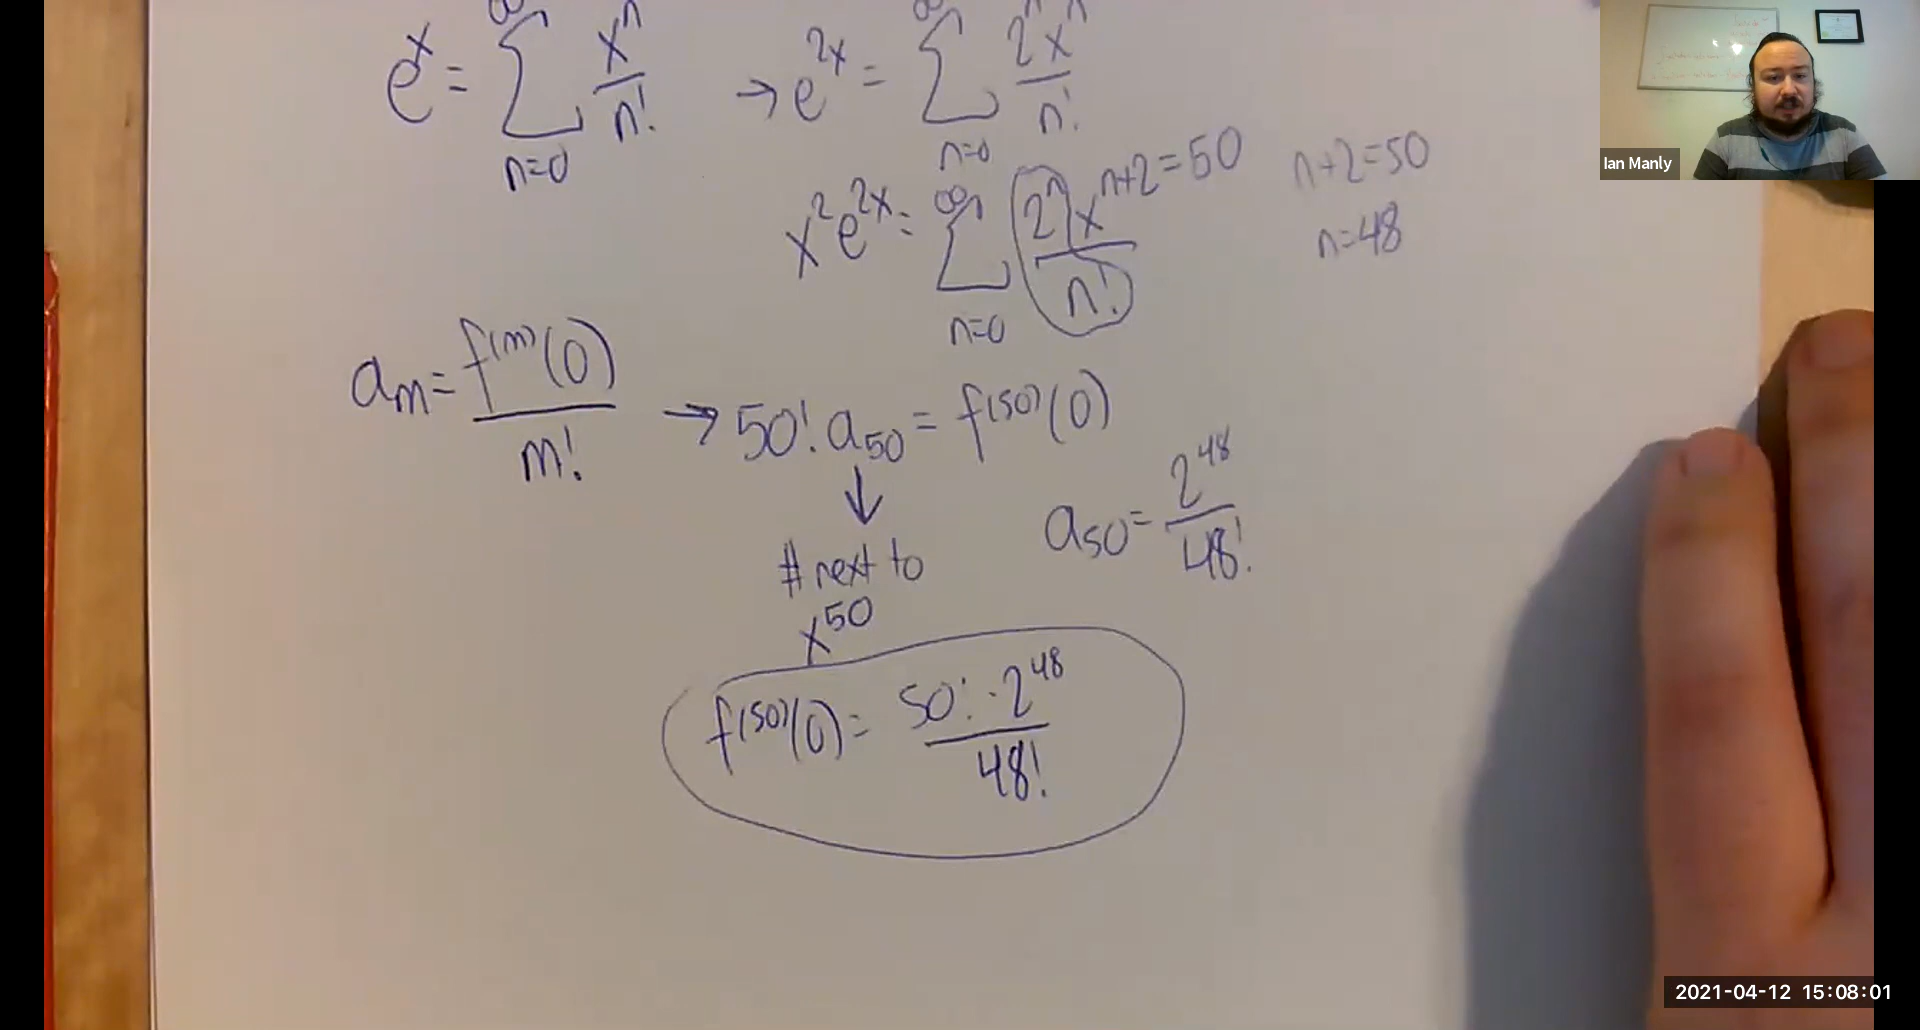 e^x = ∑_{n=0}^{∞} x^n / n! → e^{2x} = ∑_{n=0}^{∞} 2^n x^n / n!
x^2 e^{2x} = ∑_{n=0}^{∞} 2^n x^{n+2=50} / n!
n+2=50
n=48
a_m = f^{(m)}(0) / m! → 50! a_50 = f^{(50)}(0)
↓
# next to
x^50
a_50 = 2^48 / 48!
f^{(50)}(0) = 50! · 2^48 / 48!
Ian Manly
2021-04-12 15:08:01